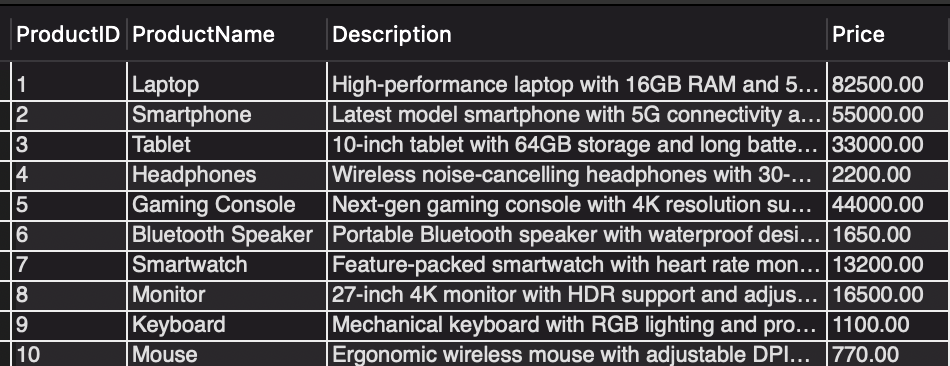 ProductID ProductName Description Price
1 Laptop High-performance laptop with 16GB RAM and 5... 82500.00
2 Smartphone Latest model smartphone with 5G connectivity a... 55000.00
3 Tablet 10-inch tablet with 64GB storage and long batte... 33000.00
4 Headphones Wireless noise-cancelling headphones with 30-... 2200.00
5 Gaming Console Next-gen gaming console with 4K resolution su... 44000.00
6 Bluetooth Speaker Portable Bluetooth speaker with waterproof desi... 1650.00
7 Smartwatch Feature-packed smartwatch with heart rate mon... 13200.00
8 Monitor 27-inch 4K monitor with HDR support and adjus... 16500.00
9 Keyboard Mechanical keyboard with RGB lighting and pro... 1100.00
10 Mouse Ergonomic wireless mouse with adjustable DPI... 770.00